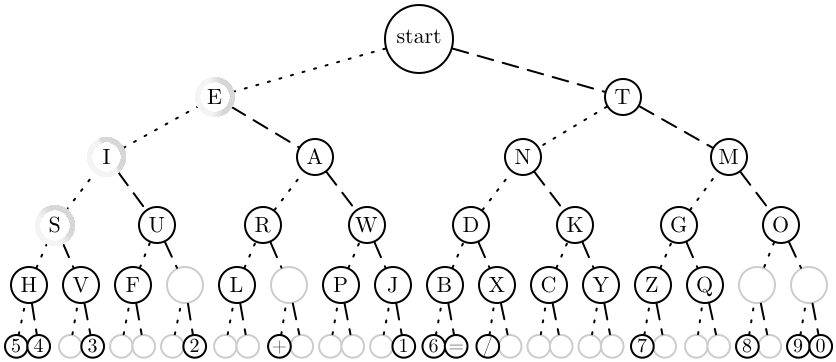 start
E T
I A N M
S U R W D K G O
H V F L P J B X C Y Z Q
5 4 3 2 + 1 6 = / 7 8 9 0